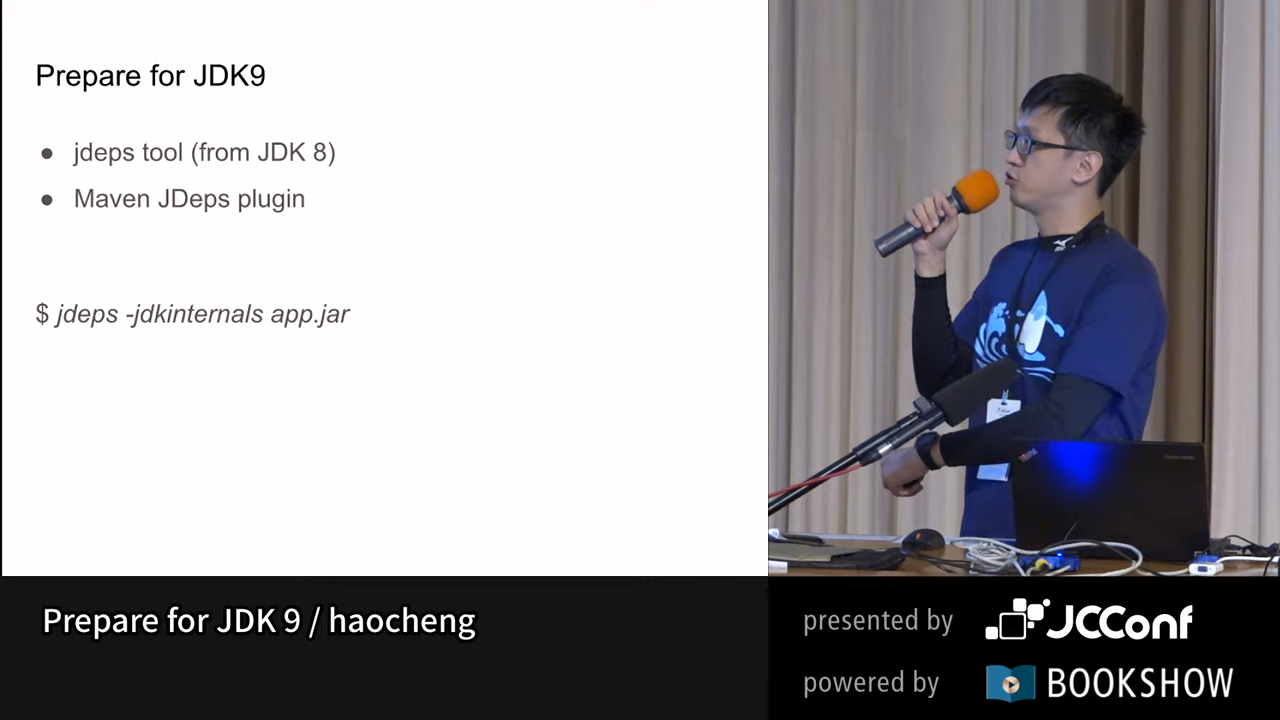 Prepare for JDK9
● jdeps tool (from JDK 8)
● Maven JDeps plugin
$ jdeps -jdkinternals app.jar
Prepare for JDK 9 / haocheng
presented by JCConf
powered by BOOKSHOW